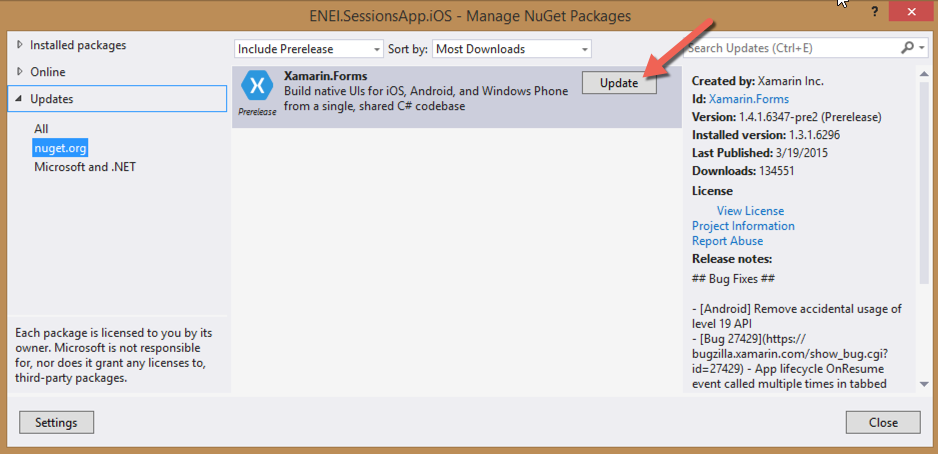 ENEI.SessionsApp.iOS - Manage NuGet Packages
?
Installed packages
Online
Updates
All
nuget.org
Microsoft and .NET
Each package is licensed to you by its
owner. Microsoft is not responsible
for, nor does it grant any licenses to,
third-party packages.
Settings
Include Prerelease
Sort by: Most Downloads
Xamarin.Forms
Build native UIs for iOS, Android, and Windows Phone
from a single, shared C# codebase
Prerelease
Update
Search Updates (Ctrl+E)
Created by: Xamarin Inc.
Id: Xamarin.Forms
Version: 1.4.1.6347-pre2 (Prerelease)
Installed version: 1.3.1.6296
Last Published: 3/19/2015
Downloads: 134551
License
View License
Project Information
Report Abuse
Release notes:
## Bug Fixes ##
- [Android] Remove accidental usage of
level 19 API
- [Bug 27429](https://
bugzilla.xamarin.com/show_bug.cgi?
id=27429) - App lifecycle OnResume
event called multiple times in tabbed
Close